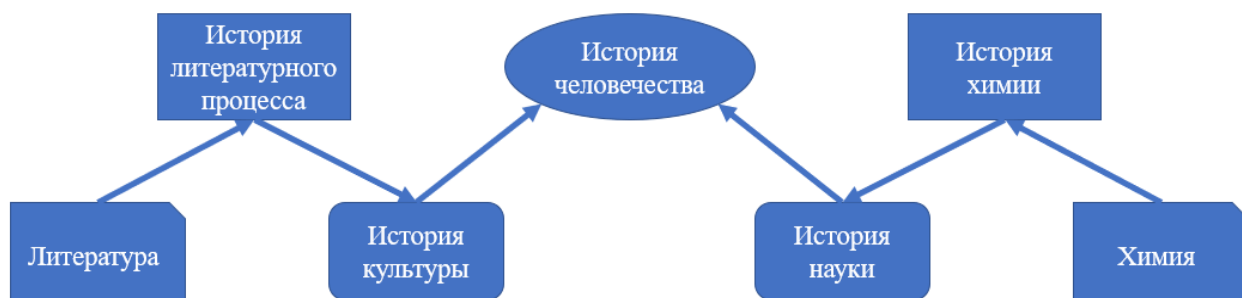 История
литературного
процесса
История
человечества
История
химии
Литература
История
культуры
История
науки
Химия